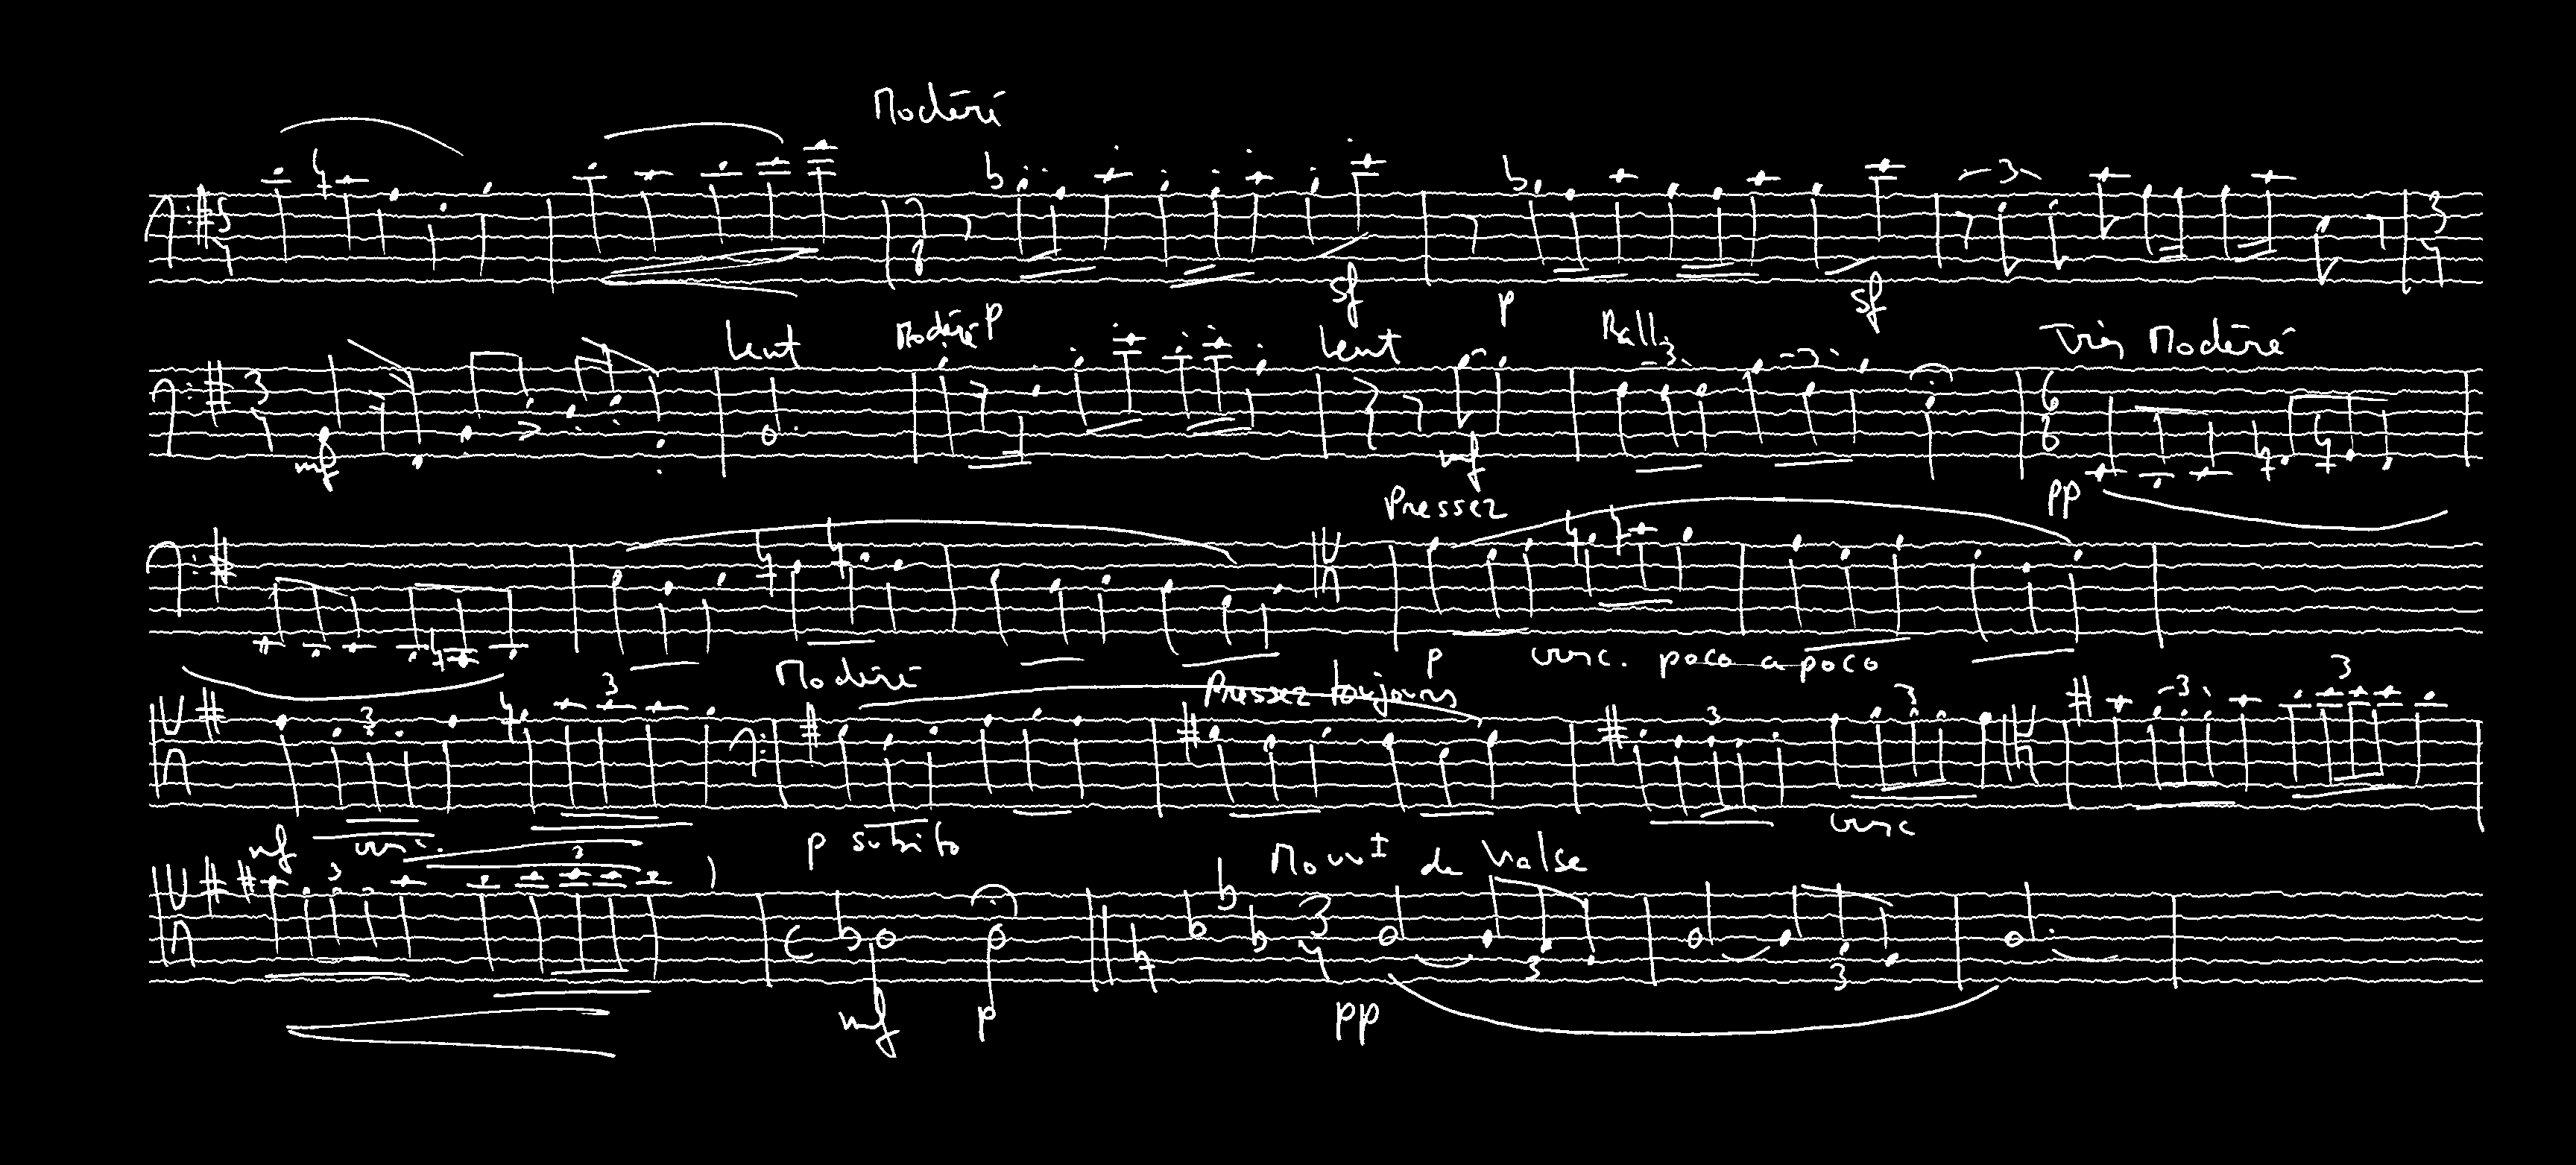 Modéré
sf p sf
Lent Modéré p Lent Rall. Très Modéré
mf mf pp
Pressez
p cresc. poco a poco
Modéré Pressez toujours
mf cresc. p subito cresc
Mouvt de Valse
mf p pp